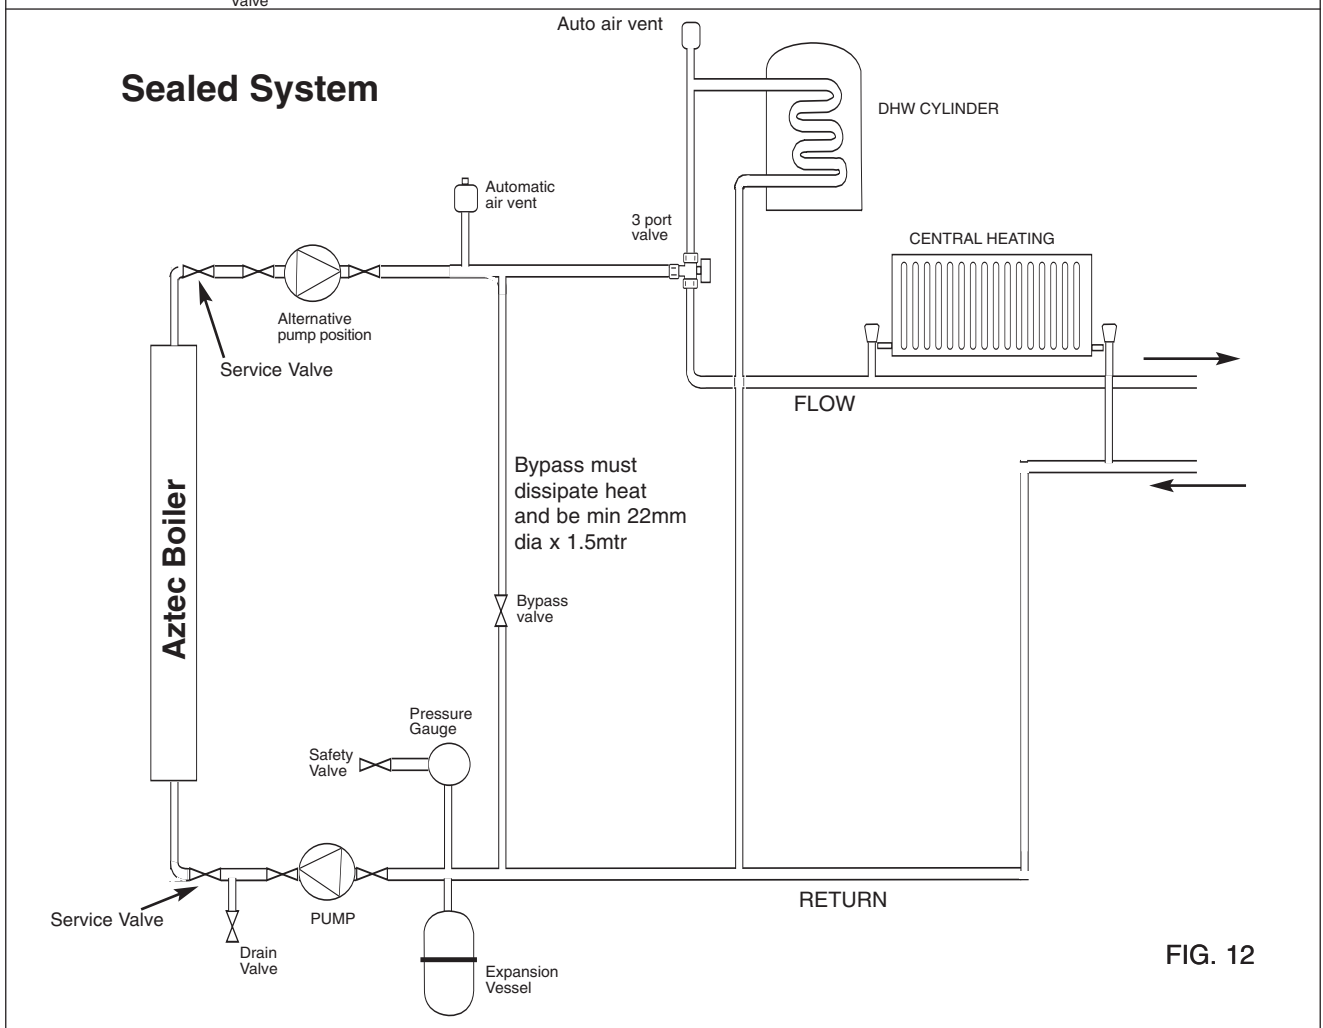 valve
Auto air vent
Sealed System
DHW CYLINDER
Automatic
air vent
3 port
valve
CENTRAL HEATING
Alternative
pump position
Service Valve
FLOW
Bypass must
dissipate heat
and be min 22mm
dia x 1.5mtr
Aztec Boiler
Bypass
valve
Pressure
Gauge
Safety
Valve
RETURN
Service Valve
PUMP
Drain
Valve
Expansion
Vessel
FIG. 12